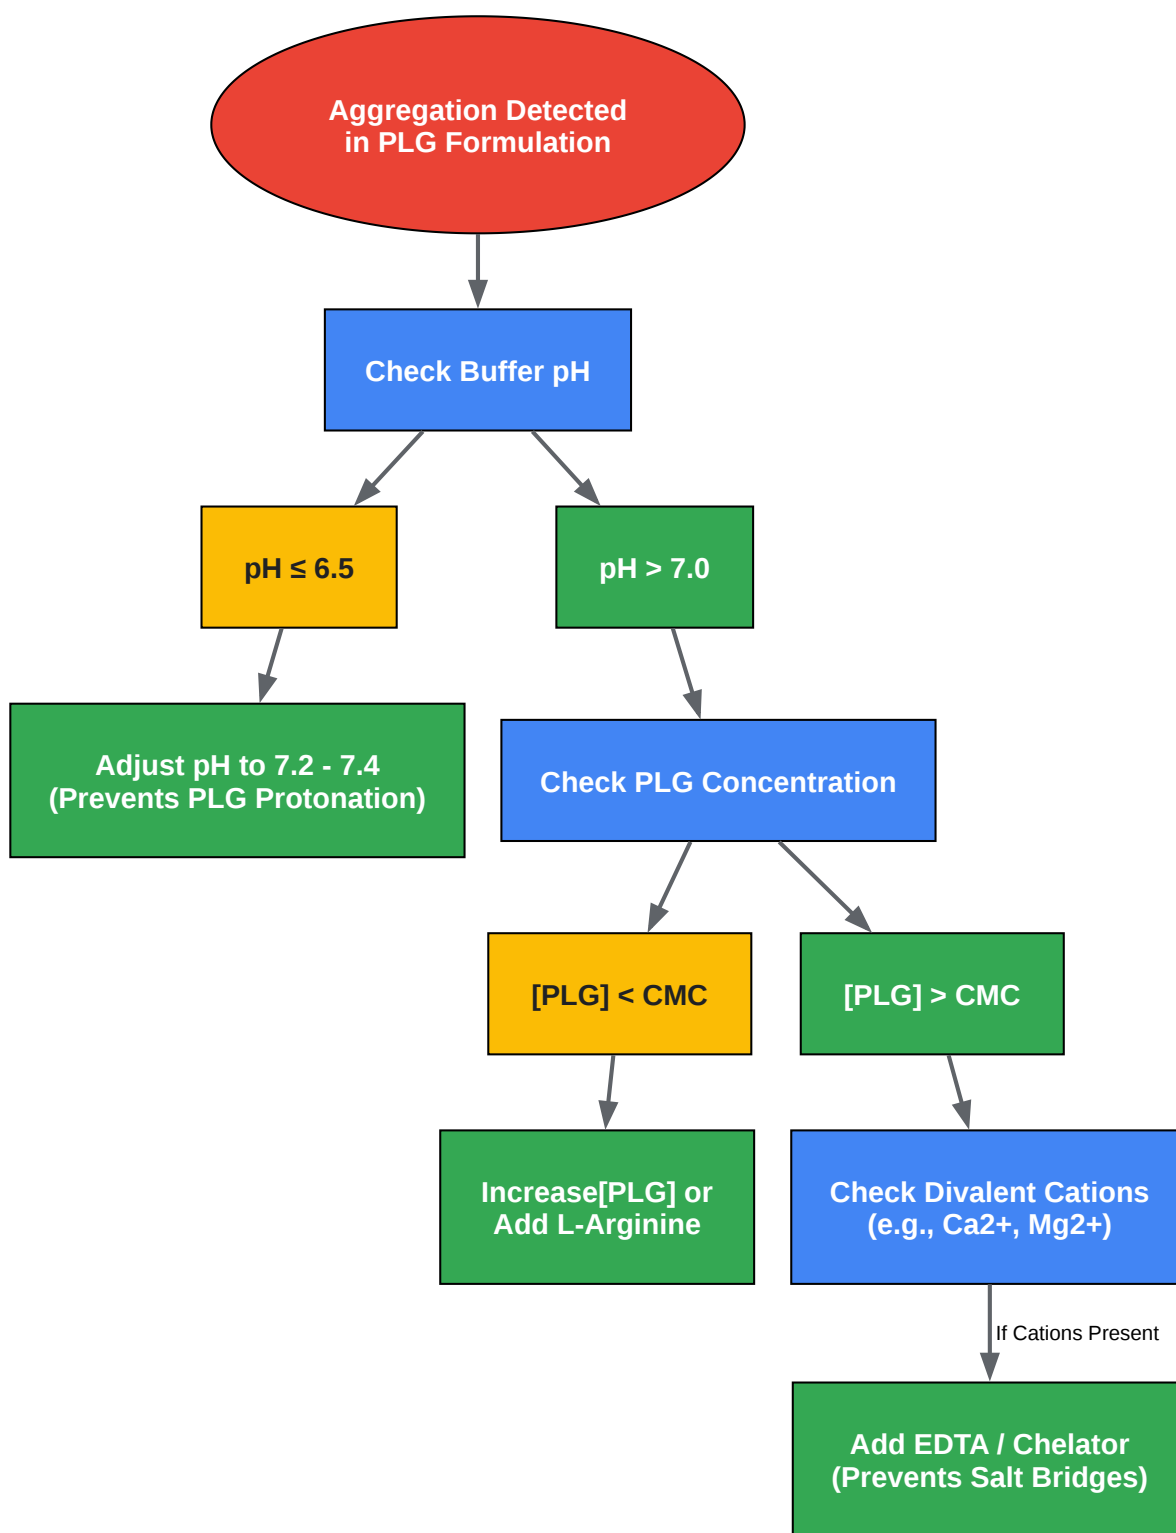 Aggregation Detected
in PLG Formulation
Check Buffer pH
pH ≤ 6.5
pH > 7.0
Adjust pH to 7.2 - 7.4
(Prevents PLG Protonation)
Check PLG Concentration
[PLG] < CMC
[PLG] > CMC
Increase[PLG] or
Add L-Arginine
Check Divalent Cations
(e.g., Ca2+, Mg2+)
If Cations Present
Add EDTA / Chelator
(Prevents Salt Bridges)